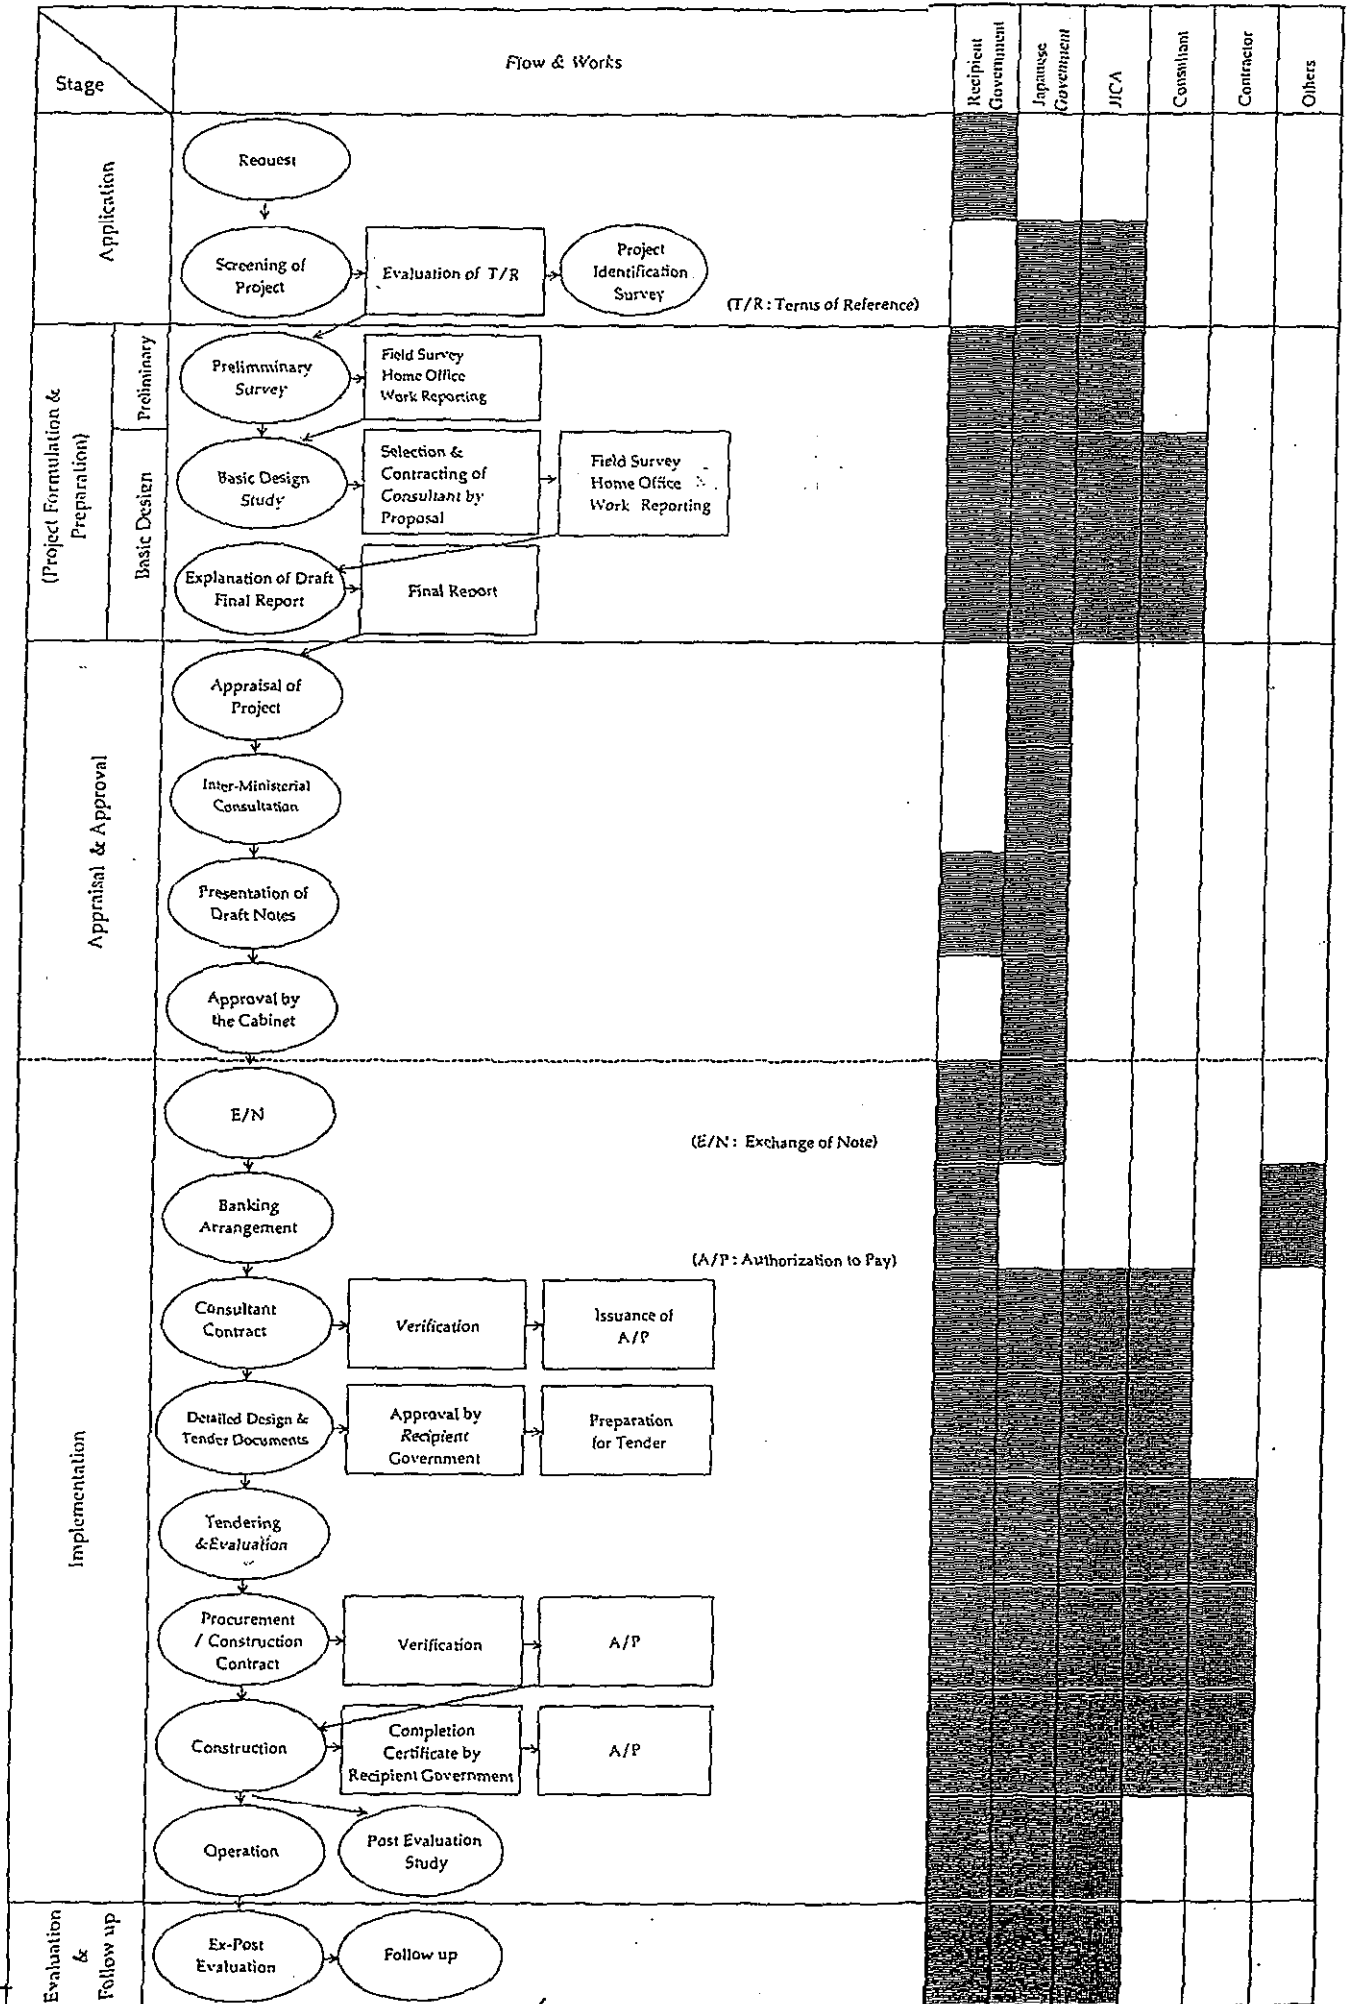 Stage
Flow & Works
Recipient
Government
Japanese
Government
JICA
Consultant
Contractor
Others
Application
Request
Screening of
Project
Evaluation of T/R
Project
Identification
Survey
(T/R : Terms of Reference)
(Project Formulation &
Preparation)
Preliminary
Prelimminary
Survey
Field Survey
Home Office
Work Reporting
Basic Design
Basic Design
Study
Selection &
Contracting of
Consultant by
Proposal
Field Survey
Home Office
Work Reporting
Explanation of Draft
Final Report
Final Report
Appraisal & Approval
Appraisal of
Project
Inter-Ministerial
Consultation
Presentation of
Draft Notes
Approval by
the Cabinet
Implementation
E/N
(E/N : Exchange of Note)
Banking
Arrangement
(A/P : Authorization to Pay)
Consultant
Contract
Verification
Issuance of
A/P
Detailed Design &
Tender Documents
Approval by
Recipient
Government
Preparation
for Tender
Tendering
&Evaluation
Procurement
/ Construction
Contract
Verification
A/P
Construction
Completion
Certificate by
Recipient Government
A/P
Operation
Post Evaluation
Study
Evaluation
&
Follow up
Ex-Post
Evaluation
Follow up